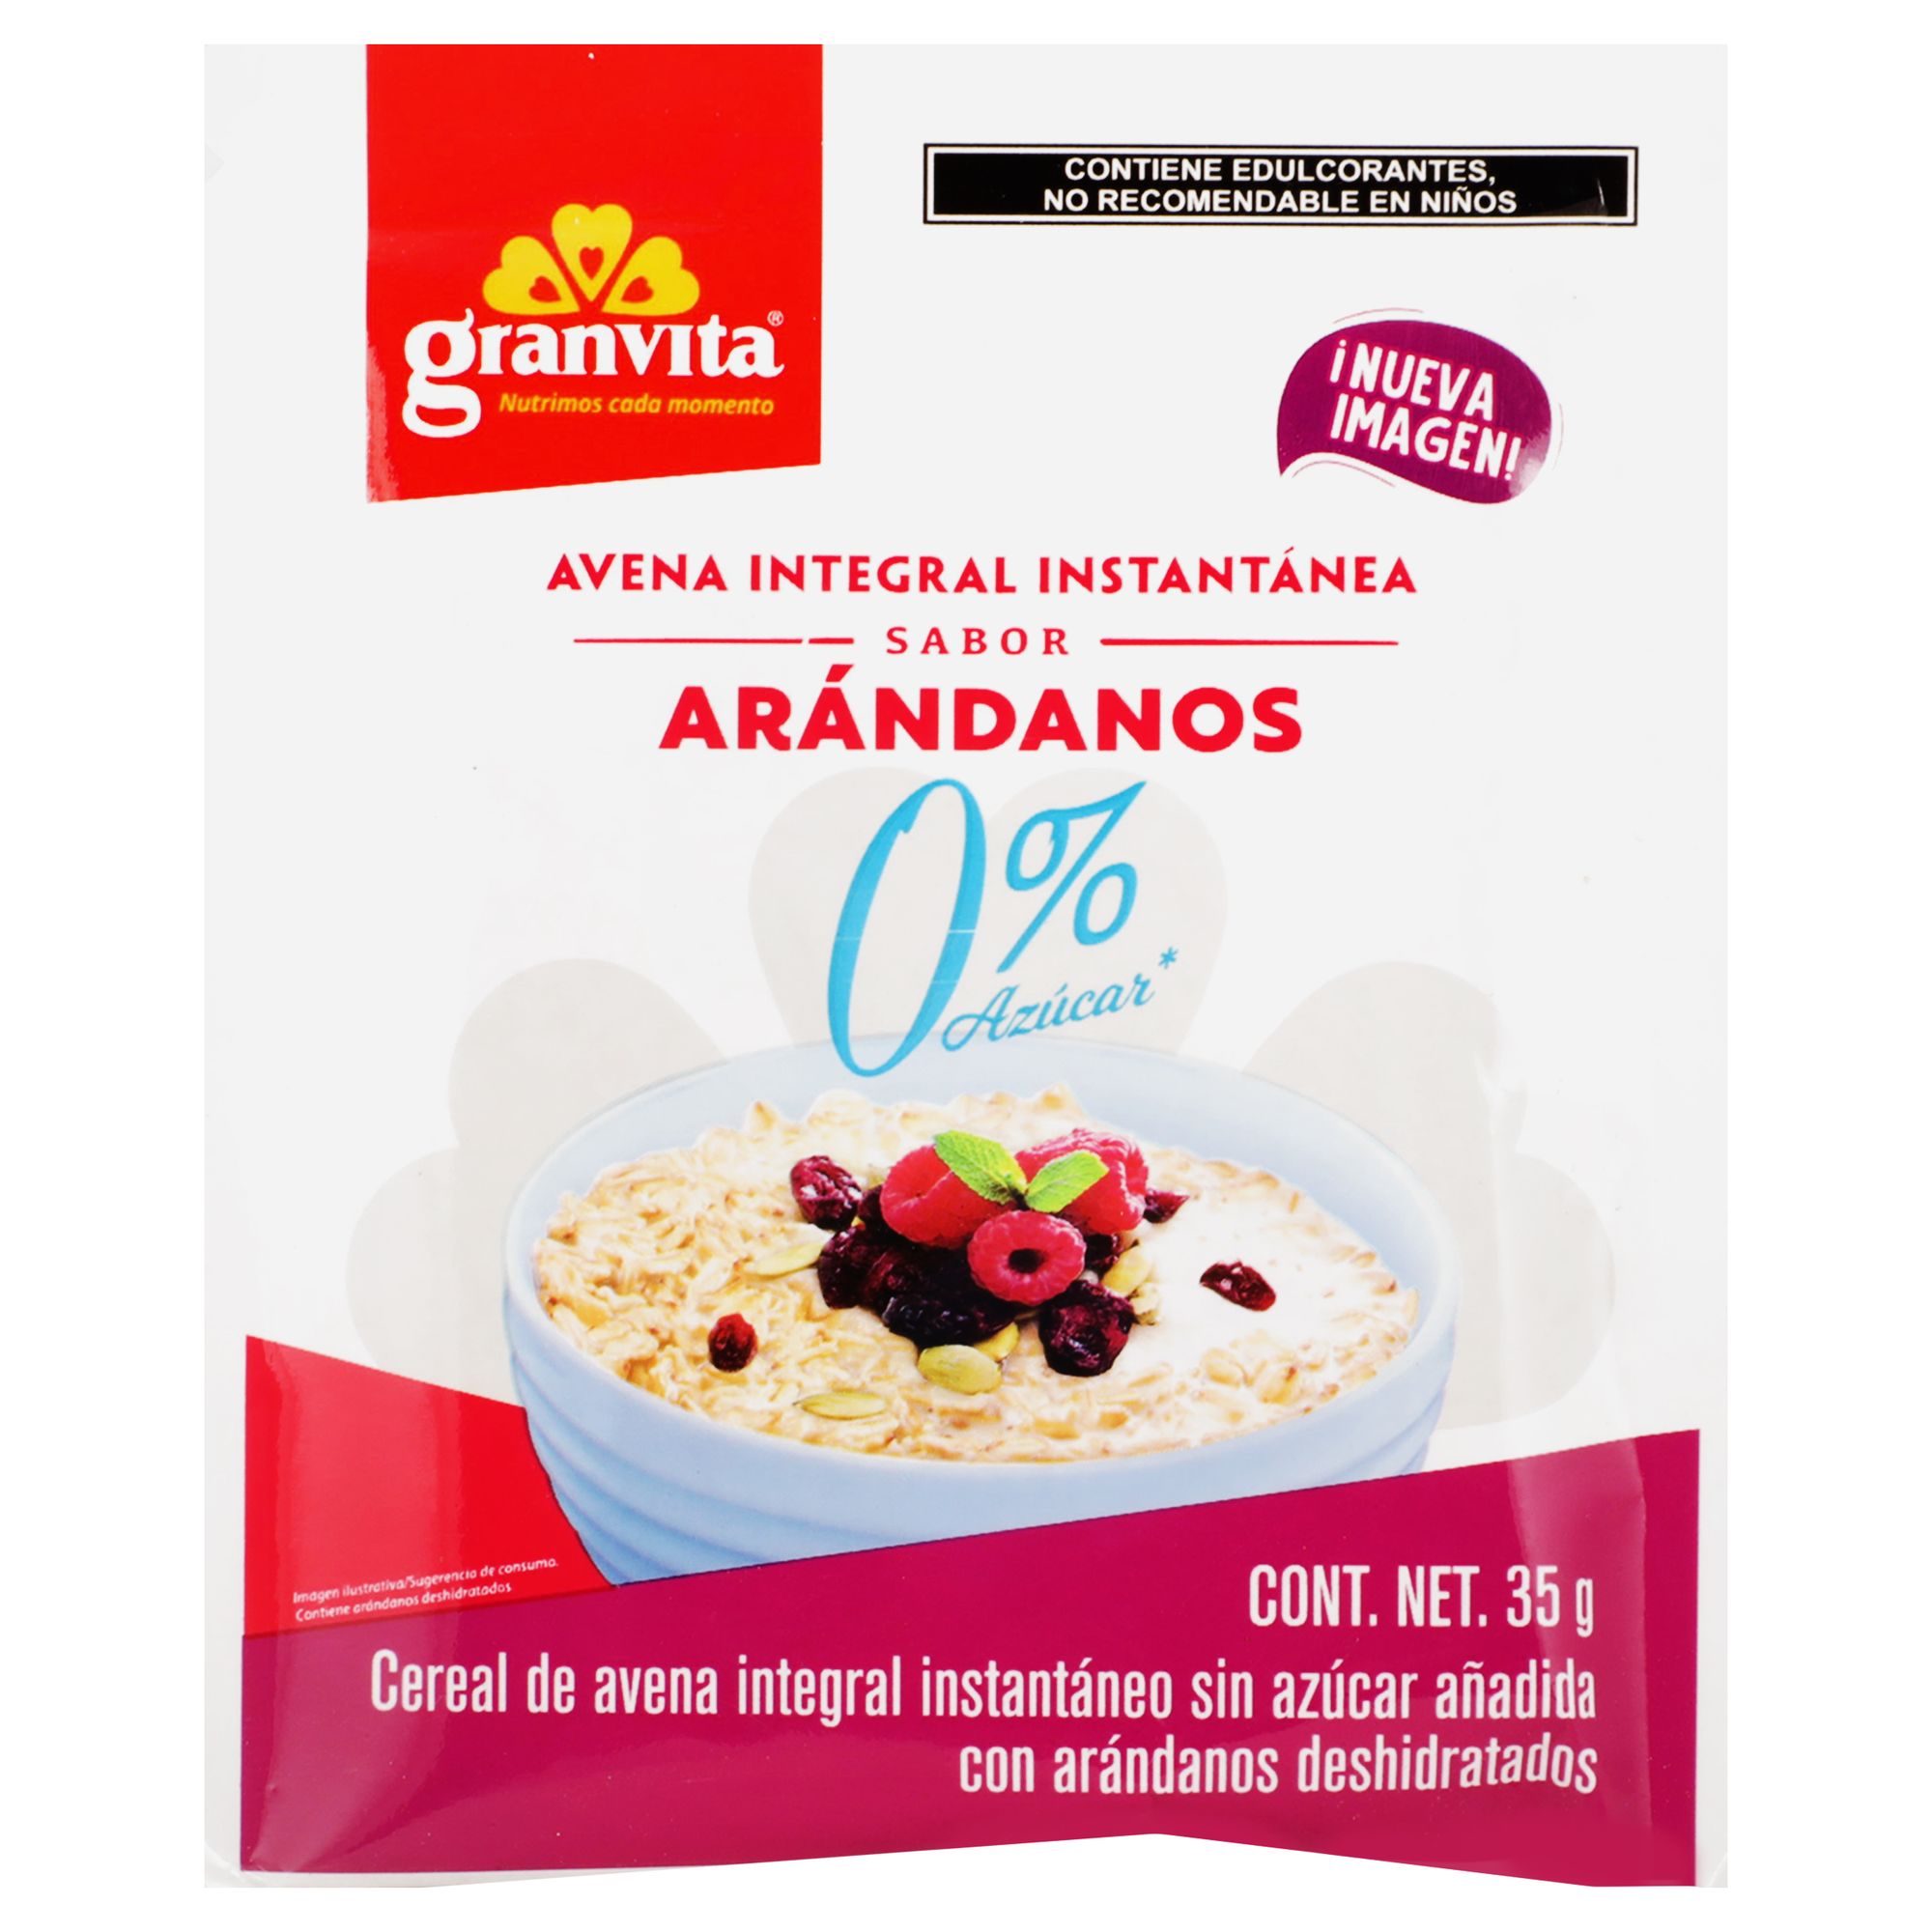 CONTIENE EDULCORANTES,
NO RECOMENDABLE EN NIÑOS
granvita®
Nutrimos cada momento
¡NUEVA
IMAGEN!
AVENA INTEGRAL INSTANTÁNEA
SABOR
ARÁNDANOS
0%
Azúcar*
Imagen ilustrativa/Sugerencia de consumo.
Contiene arándanos deshidratados
CONT. NET. 35 g
Cereal de avena integral instantáneo sin azúcar añadida
con arándanos deshidratados